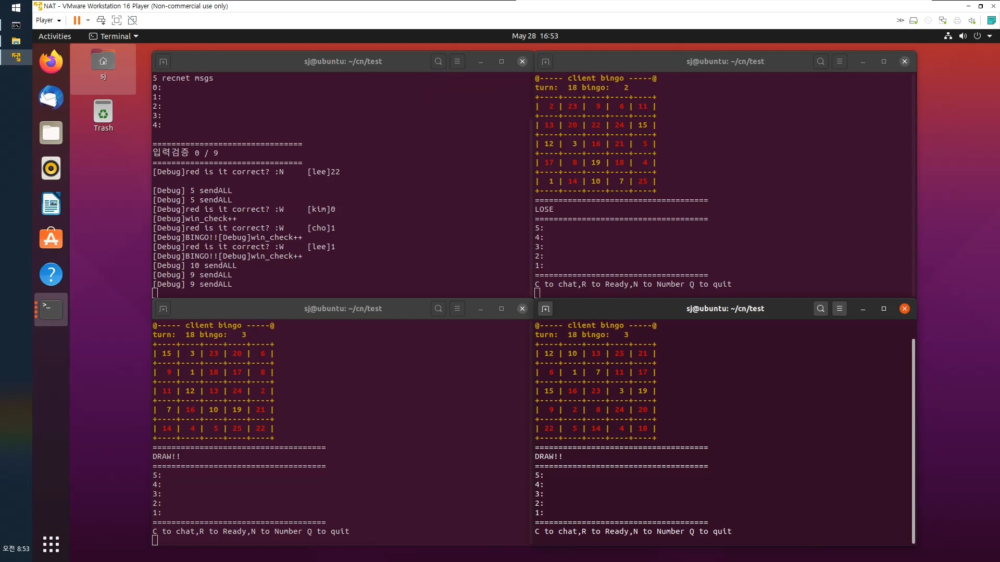 NAT - VMware Workstation 16 Player (Non-commercial use only)
Player
Activities
Terminal
May 28 16:53
sj
Trash
오전 8:53
sj@ubuntu: ~/cn/test
5 recnet msgs
0:
1:
2:
3:
4:
================================
입력검증 0 / 9
================================
[Debug]red is it correct? :N [lee]22
[Debug] 5 sendALL
[Debug] 5 sendALL
[Debug]red is it correct? :W [kim]0
[Debug]win_check++
[Debug]red is it correct? :W [cho]1
[Debug]BINGO!![Debug]win_check++
[Debug]red is it correct? :W [lee]1
[Debug]BINGO!![Debug]win_check++
[Debug] 10 sendALL
[Debug] 9 sendALL
[Debug] 9 sendALL
sj@ubuntu: ~/cn/test
@----- client bingo -----@
turn: 18 bingo: 2
+----+----+----+----+----+
| 2 | 23 | 9 | 6 | 11 |
+----+----+----+----+----+
| 13 | 20 | 22 | 24 | 15 |
+----+----+----+----+----+
| 12 | 3 | 16 | 21 | 5 |
+----+----+----+----+----+
| 17 | 8 | 19 | 18 | 4 |
+----+----+----+----+----+
| 1 | 14 | 10 | 7 | 25 |
+----+----+----+----+----+
=====================================
LOSE
=====================================
5:
4:
3:
2:
1:
=====================================
C to chat,R to Ready,N to Number Q to quit
sj@ubuntu: ~/cn/test
@----- client bingo -----@
turn: 18 bingo: 3
+----+----+----+----+----+
| 15 | 3 | 23 | 20 | 6 |
+----+----+----+----+----+
| 9 | 1 | 18 | 17 | 8 |
+----+----+----+----+----+
| 11 | 12 | 13 | 24 | 2 |
+----+----+----+----+----+
| 7 | 16 | 10 | 19 | 21 |
+----+----+----+----+----+
| 14 | 4 | 5 | 25 | 22 |
+----+----+----+----+----+
=====================================
DRAW!!
=====================================
5:
4:
3:
2:
1:
=====================================
C to chat,R to Ready,N to Number Q to quit
sj@ubuntu: ~/cn/test
@----- client bingo -----@
turn: 18 bingo: 3
+----+----+----+----+----+
| 12 | 10 | 13 | 25 | 21 |
+----+----+----+----+----+
| 6 | 1 | 7 | 11 | 17 |
+----+----+----+----+----+
| 15 | 16 | 23 | 3 | 19 |
+----+----+----+----+----+
| 9 | 2 | 8 | 24 | 20 |
+----+----+----+----+----+
| 22 | 5 | 14 | 4 | 18 |
+----+----+----+----+----+
=====================================
DRAW!!
=====================================
5:
4:
3:
2:
1:
=====================================
C to chat,R to Ready,N to Number Q to quit